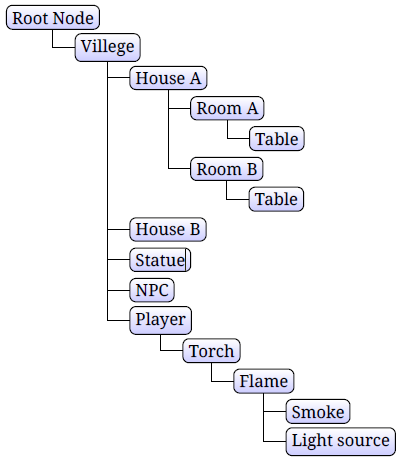 Root Node
Villege
House A
Room A
Table
Room B
Table
House B
Statue
NPC
Player
Torch
Flame
Smoke
Light source